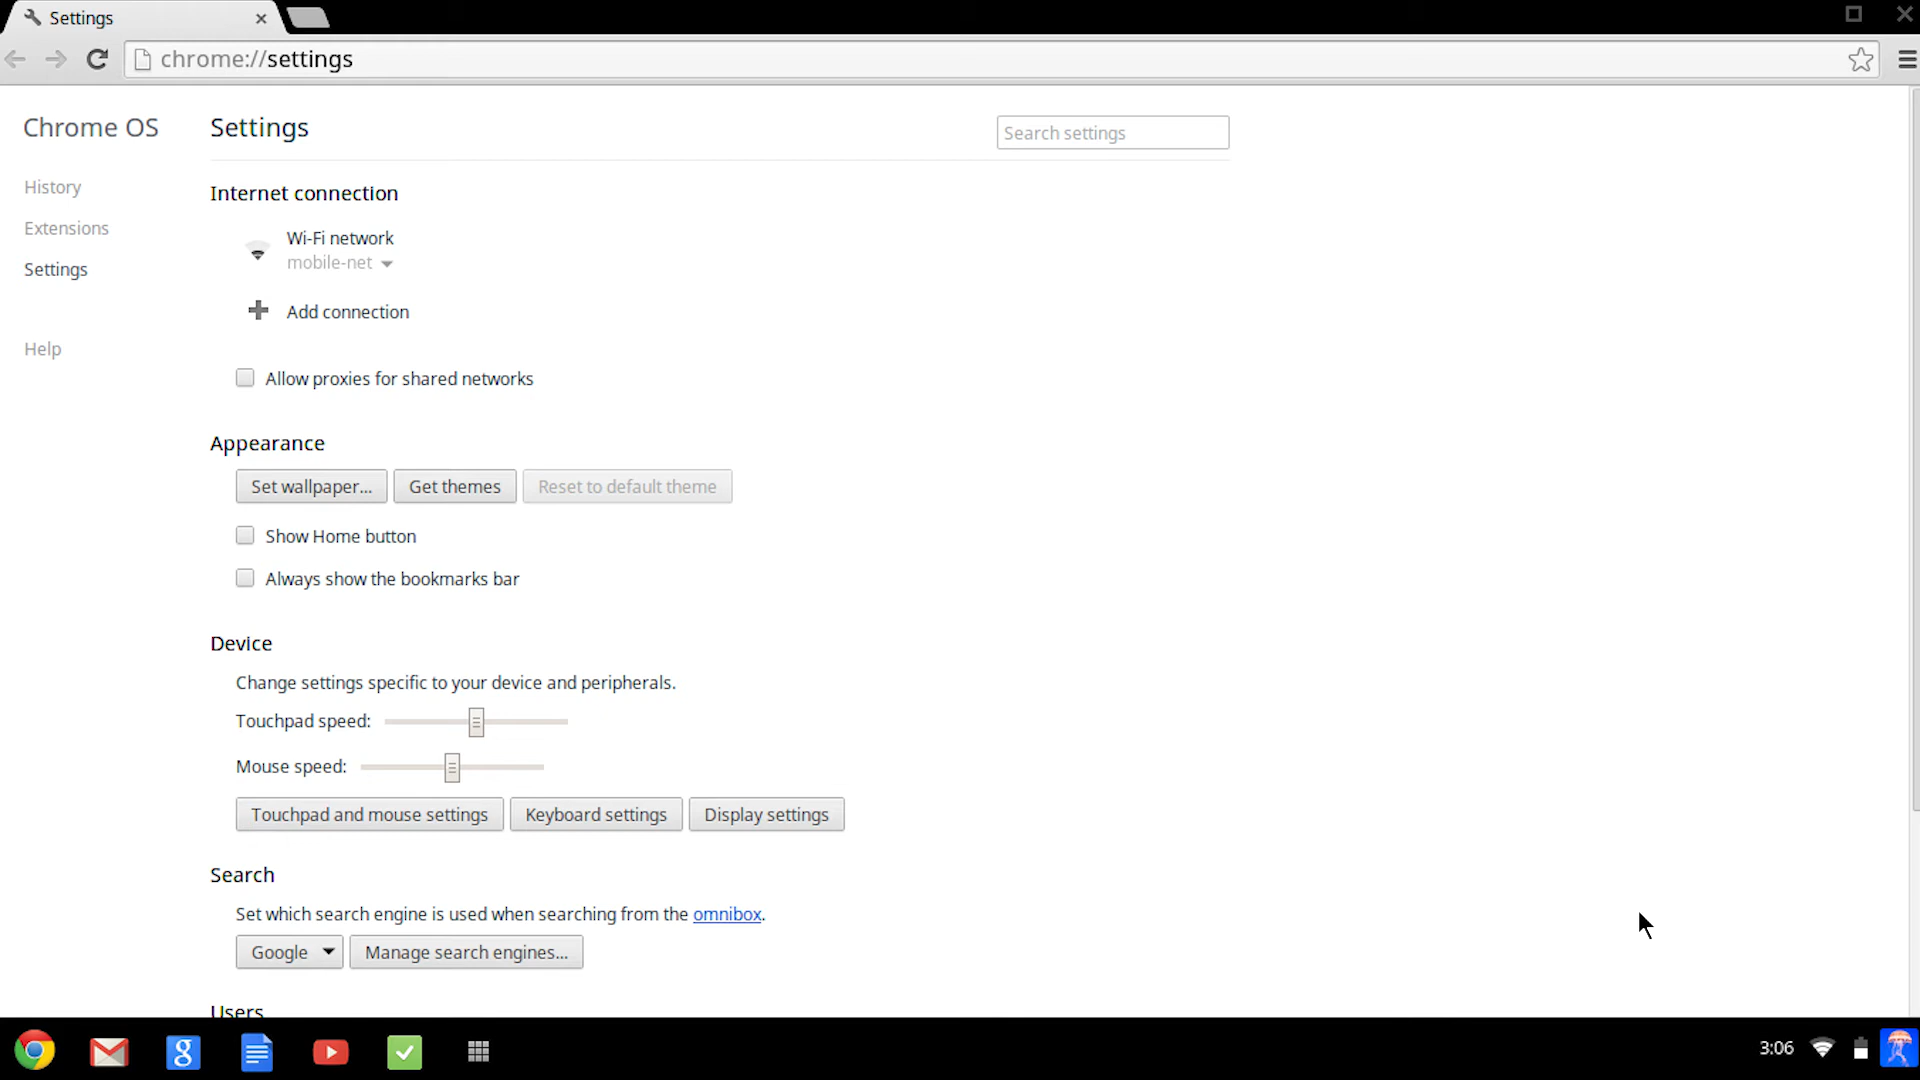 Settings
chrome://settings
Chrome OS
History
Extensions
Settings
Help
Settings
Search settings
Internet connection
Wi-Fi network
mobile-net
Add connection
Allow proxies for shared networks
Appearance
Set wallpaper... Get themes Reset to default theme
Show Home button
Always show the bookmarks bar
Device
Change settings specific to your device and peripherals.
Touchpad speed:
Mouse speed:
Touchpad and mouse settings Keyboard settings Display settings
Search
Set which search engine is used when searching from the omnibox.
Google Manage search engines...
Users
g
3:06